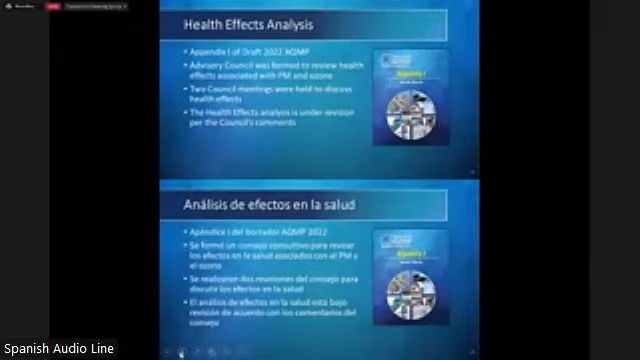 Health Effects Analysis
• Appendix I of Draft 2022 AQMP
• Advisory Council was formed to review health
effects associated with PM and ozone
• Two Council meetings were held to discuss
health effects
• The Health Effects analysis is under revision
per the Council's comments
Appendix I
Análisis de efectos en la salud
• Apéndice I del borrador AQMP 2022
• Se formó un consejo consultivo para revisar
los efectos en la salud asociados con el PM y
el ozono
• Se realizaron dos reuniones del consejo para
discutir los efectos en la salud
• El análisis de efectos en la salud está bajo
revisión de acuerdo con los comentarios del
consejo
Appendix I
Spanish Audio Line